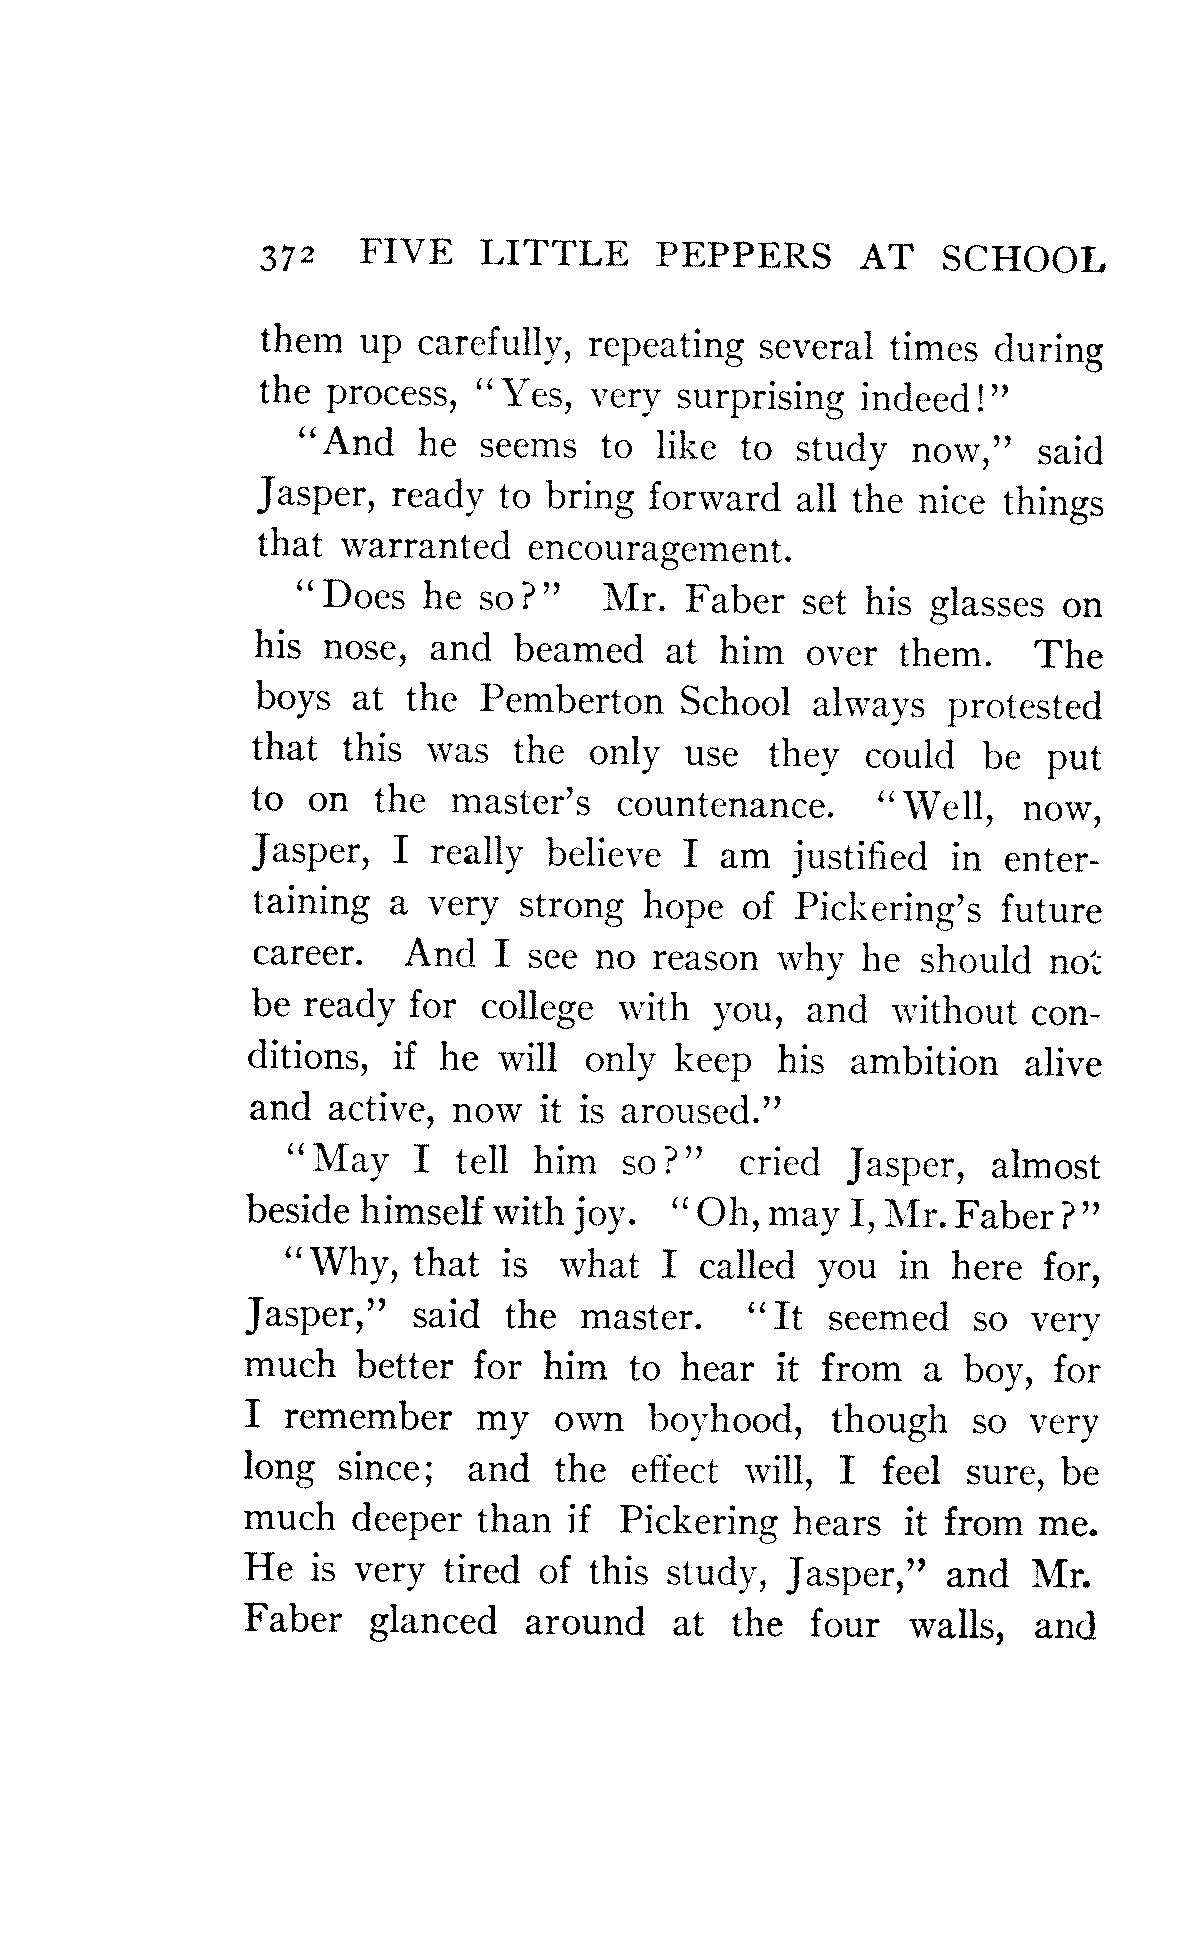 372 FIVE LITTLE PEPPERS AT SCHOOL
them up carefully, repeating several times during
the process, "Yes, very surprising indeed!"
"And he seems to like to study now," said
Jasper, ready to bring forward all the nice things
that warranted encouragement.
"Does he so?" Mr. Faber set his glasses on
his nose, and beamed at him over them. The
boys at the Pemberton School always protested
that this was the only use they could be put
to on the master's countenance. "Well, now,
Jasper, I really believe I am justified in enter-
taining a very strong hope of Pickering's future
career. And I see no reason why he should not
be ready for college with you, and without con-
ditions, if he will only keep his ambition alive
and active, now it is aroused."
"May I tell him so?" cried Jasper, almost
beside himself with joy. "Oh, may I, Mr. Faber?"
"Why, that is what I called you in here for,
Jasper," said the master. "It seemed so very
much better for him to hear it from a boy, for
I remember my own boyhood, though so very
long since; and the effect will, I feel sure, be
much deeper than if Pickering hears it from me.
He is very tired of this study, Jasper," and Mr.
Faber glanced around at the four walls, and